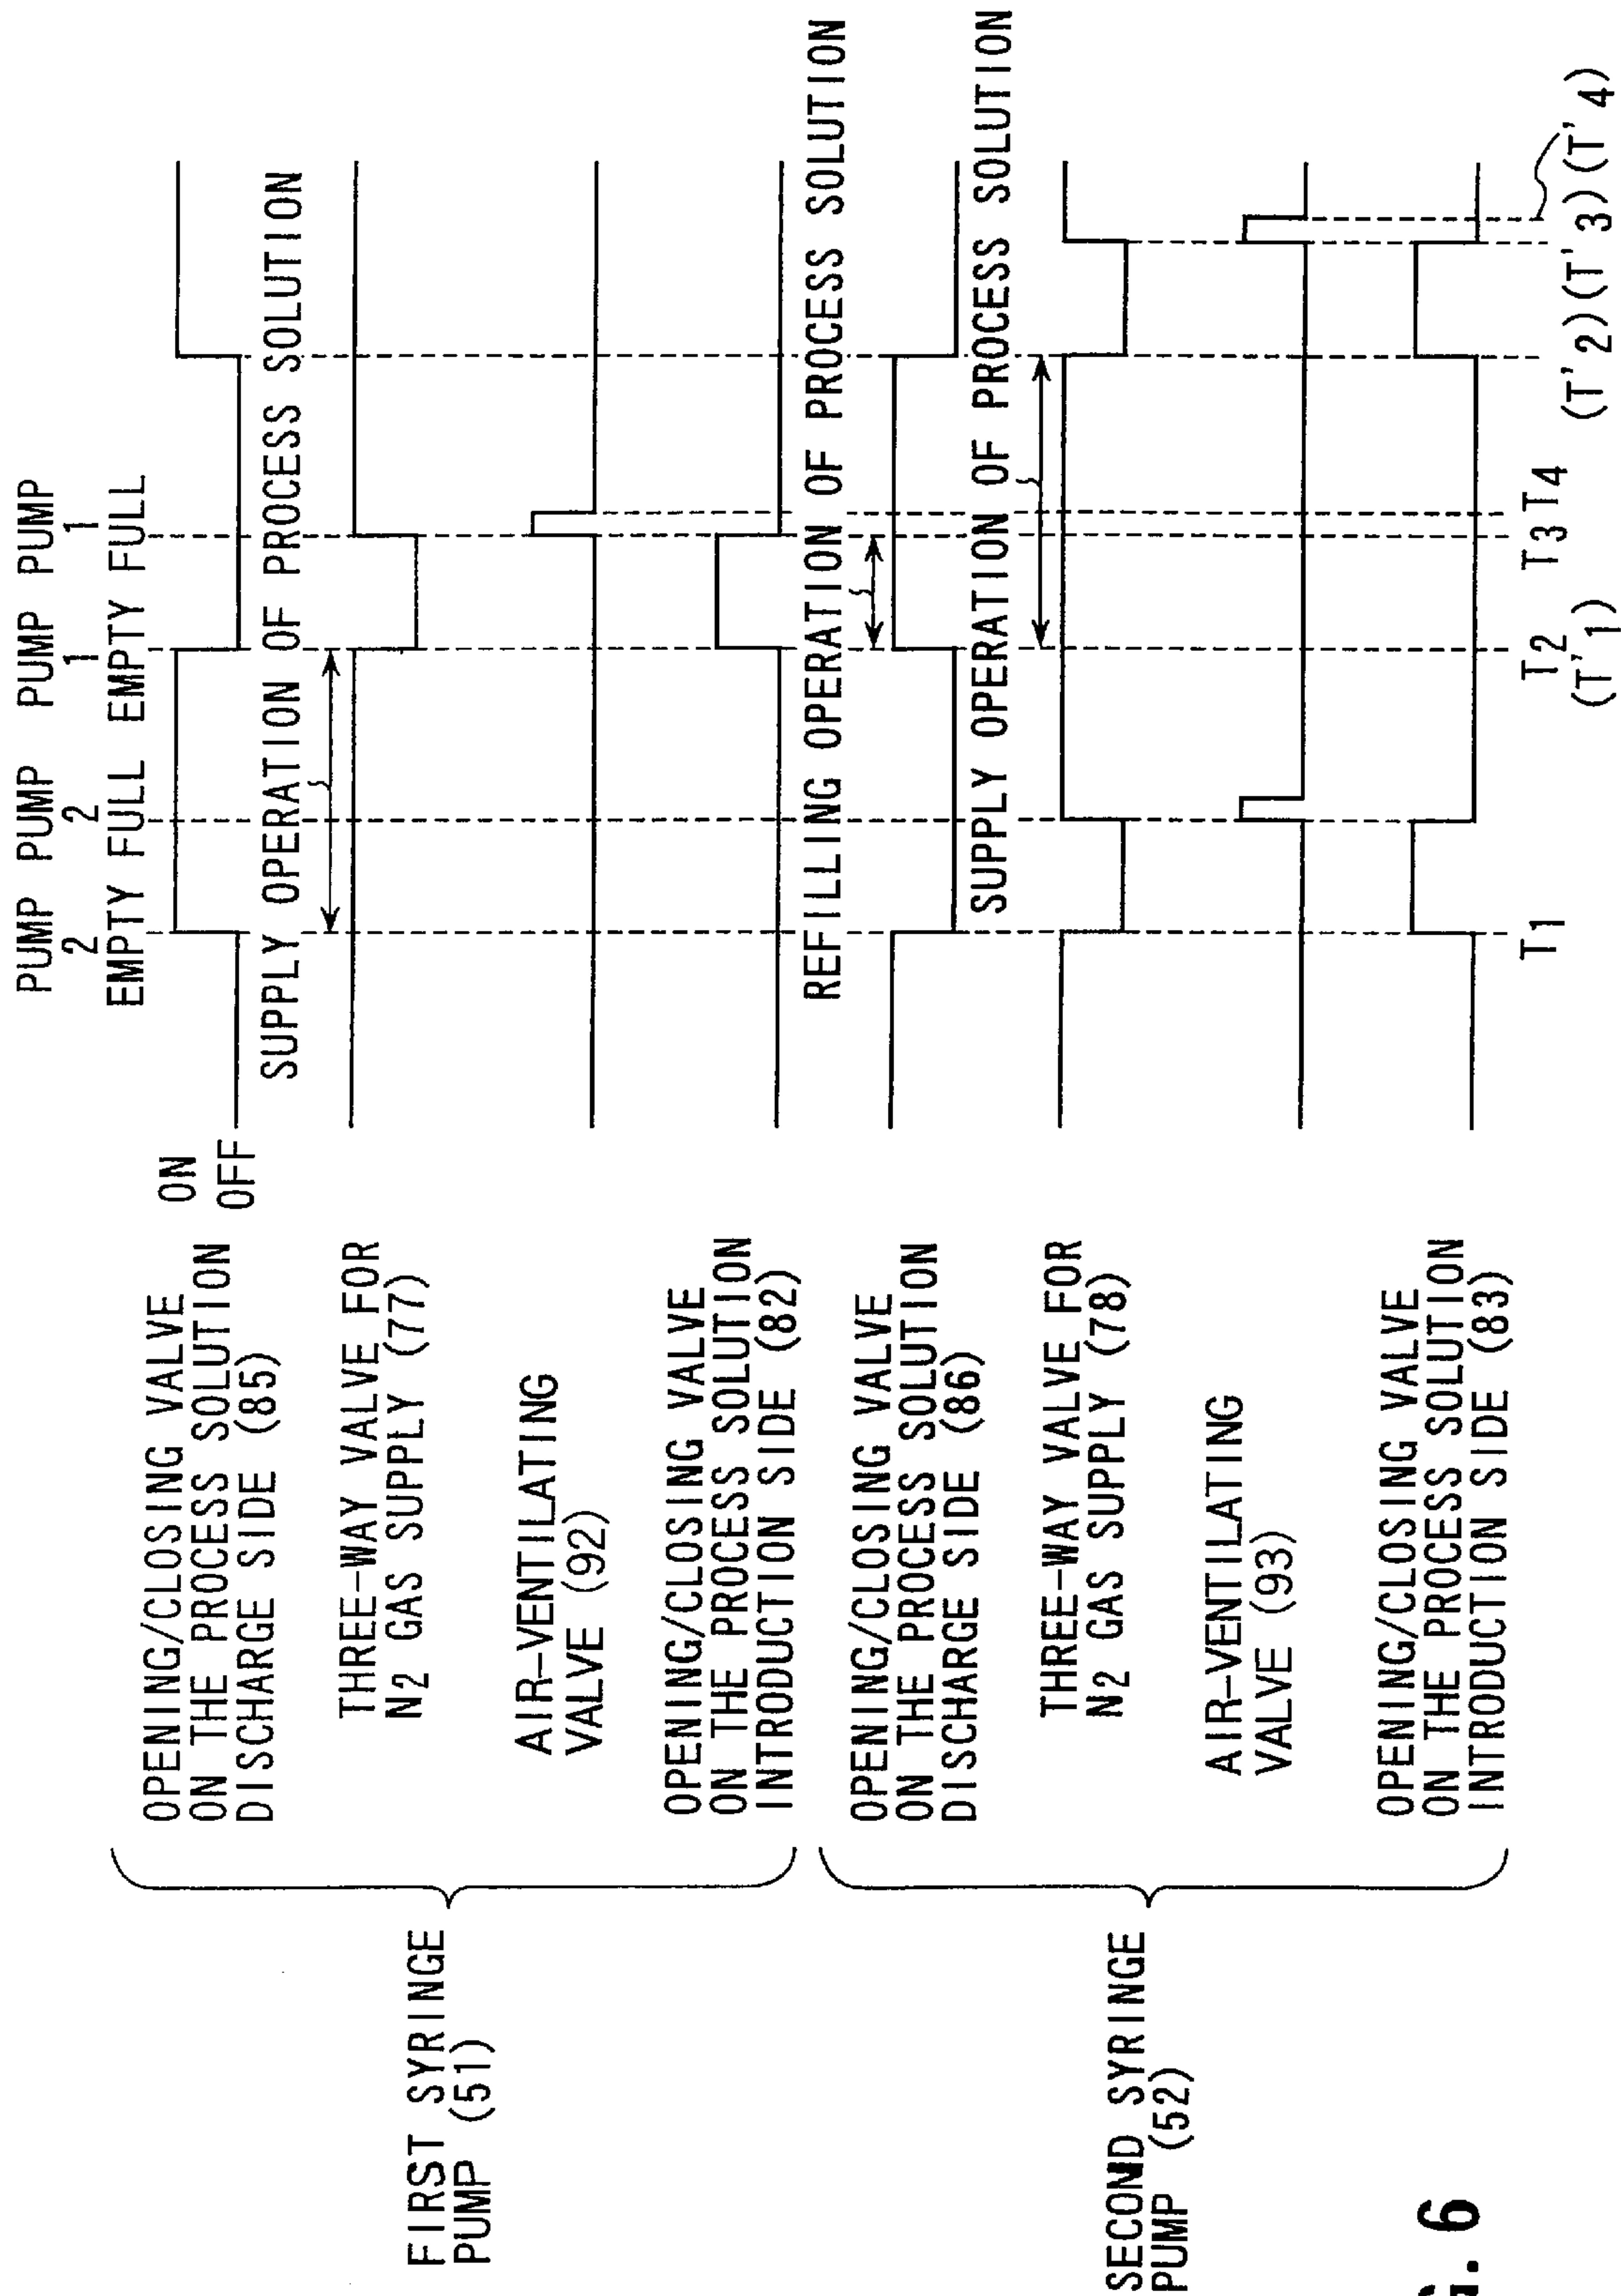 PUMP PUMP PUMP PUMP
2 2 1 1
EMPTY FULL EMPTY FULL
ON
OFF
OPENING/CLOSING VALVE
ON THE PROCESS SOLUTION
DISCHARGE SIDE (85)
SUPPLY OPERATION OF PROCESS SOLUTION
THREE-WAY VALVE FOR
N2 GAS SUPPLY (77)
AIR-VENTILATING
VALVE (92)
OPENING/CLOSING VALVE
ON THE PROCESS SOLUTION
INTRODUCTION SIDE (82)
FIRST SYRINGE
PUMP (51)
REFILLING OPERATION OF PROCESS SOLUTION
OPENING/CLOSING VALVE
ON THE PROCESS SOLUTION
DISCHARGE SIDE (86)
SUPPLY OPERATION OF PROCESS SOLUTION
THREE-WAY VALVE FOR
N2 GAS SUPPLY (78)
AIR-VENTILATING
VALVE (93)
OPENING/CLOSING VALVE
ON THE PROCESS SOLUTION
INTRODUCTION SIDE (83)
SECOND SYRINGE
PUMP (52)
T1 T2 T3 T4
(T'1) (T'2)(T'3)(T'4)
G. 6